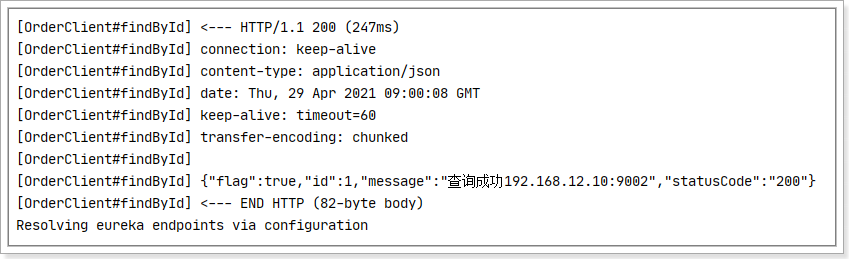 [OrderClient#findById] <--- HTTP/1.1 200 (247ms)
[OrderClient#findById] connection: keep-alive
[OrderClient#findById] content-type: application/json
[OrderClient#findById] date: Thu, 29 Apr 2021 09:00:08 GMT
[OrderClient#findById] keep-alive: timeout=60
[OrderClient#findById] transfer-encoding: chunked
[OrderClient#findById]
[OrderClient#findById] {"flag":true,"id":1,"message":"查询成功192.168.12.10:9002","statusCode":"200"}
[OrderClient#findById] <--- END HTTP (82-byte body)
Resolving eureka endpoints via configuration